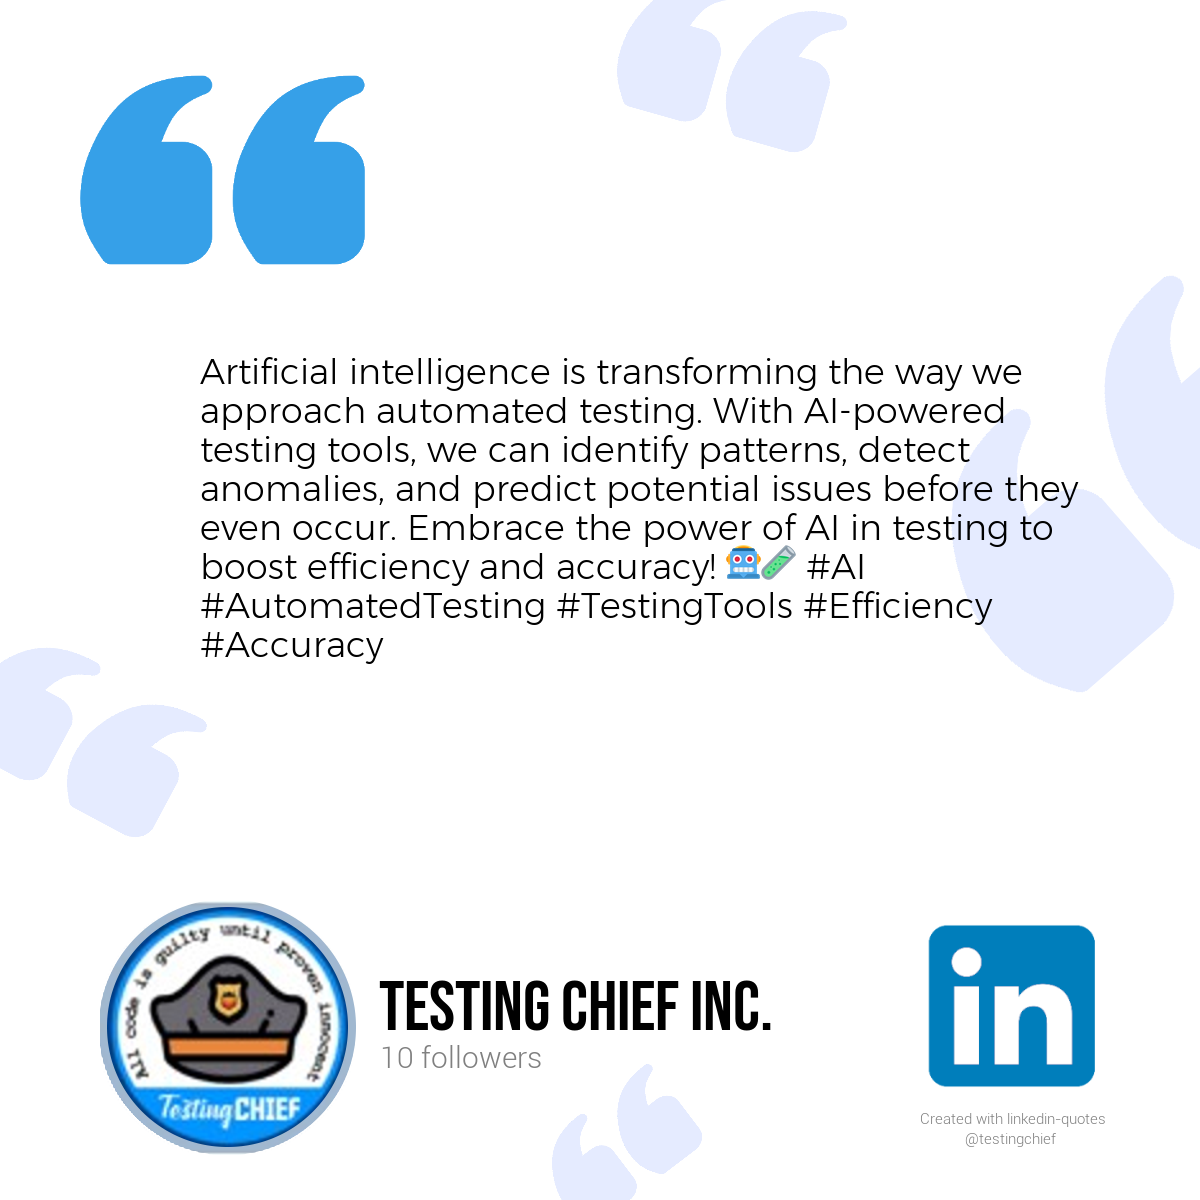 Artificial intelligence is transforming the way we
approach automated testing. With AI-powered
testing tools, we can identify patterns, detect
anomalies, and predict potential issues before they
even occur. Embrace the power of AI in testing to
boost efficiency and accuracy! 🤖🧪 #AI
#AutomatedTesting #TestingTools #Efficiency
#Accuracy
All code is guilty until proven innocent
Testing CHIEF
TESTING CHIEF INC.
10 followers
in
Created with linkedin-quotes
@testingchief